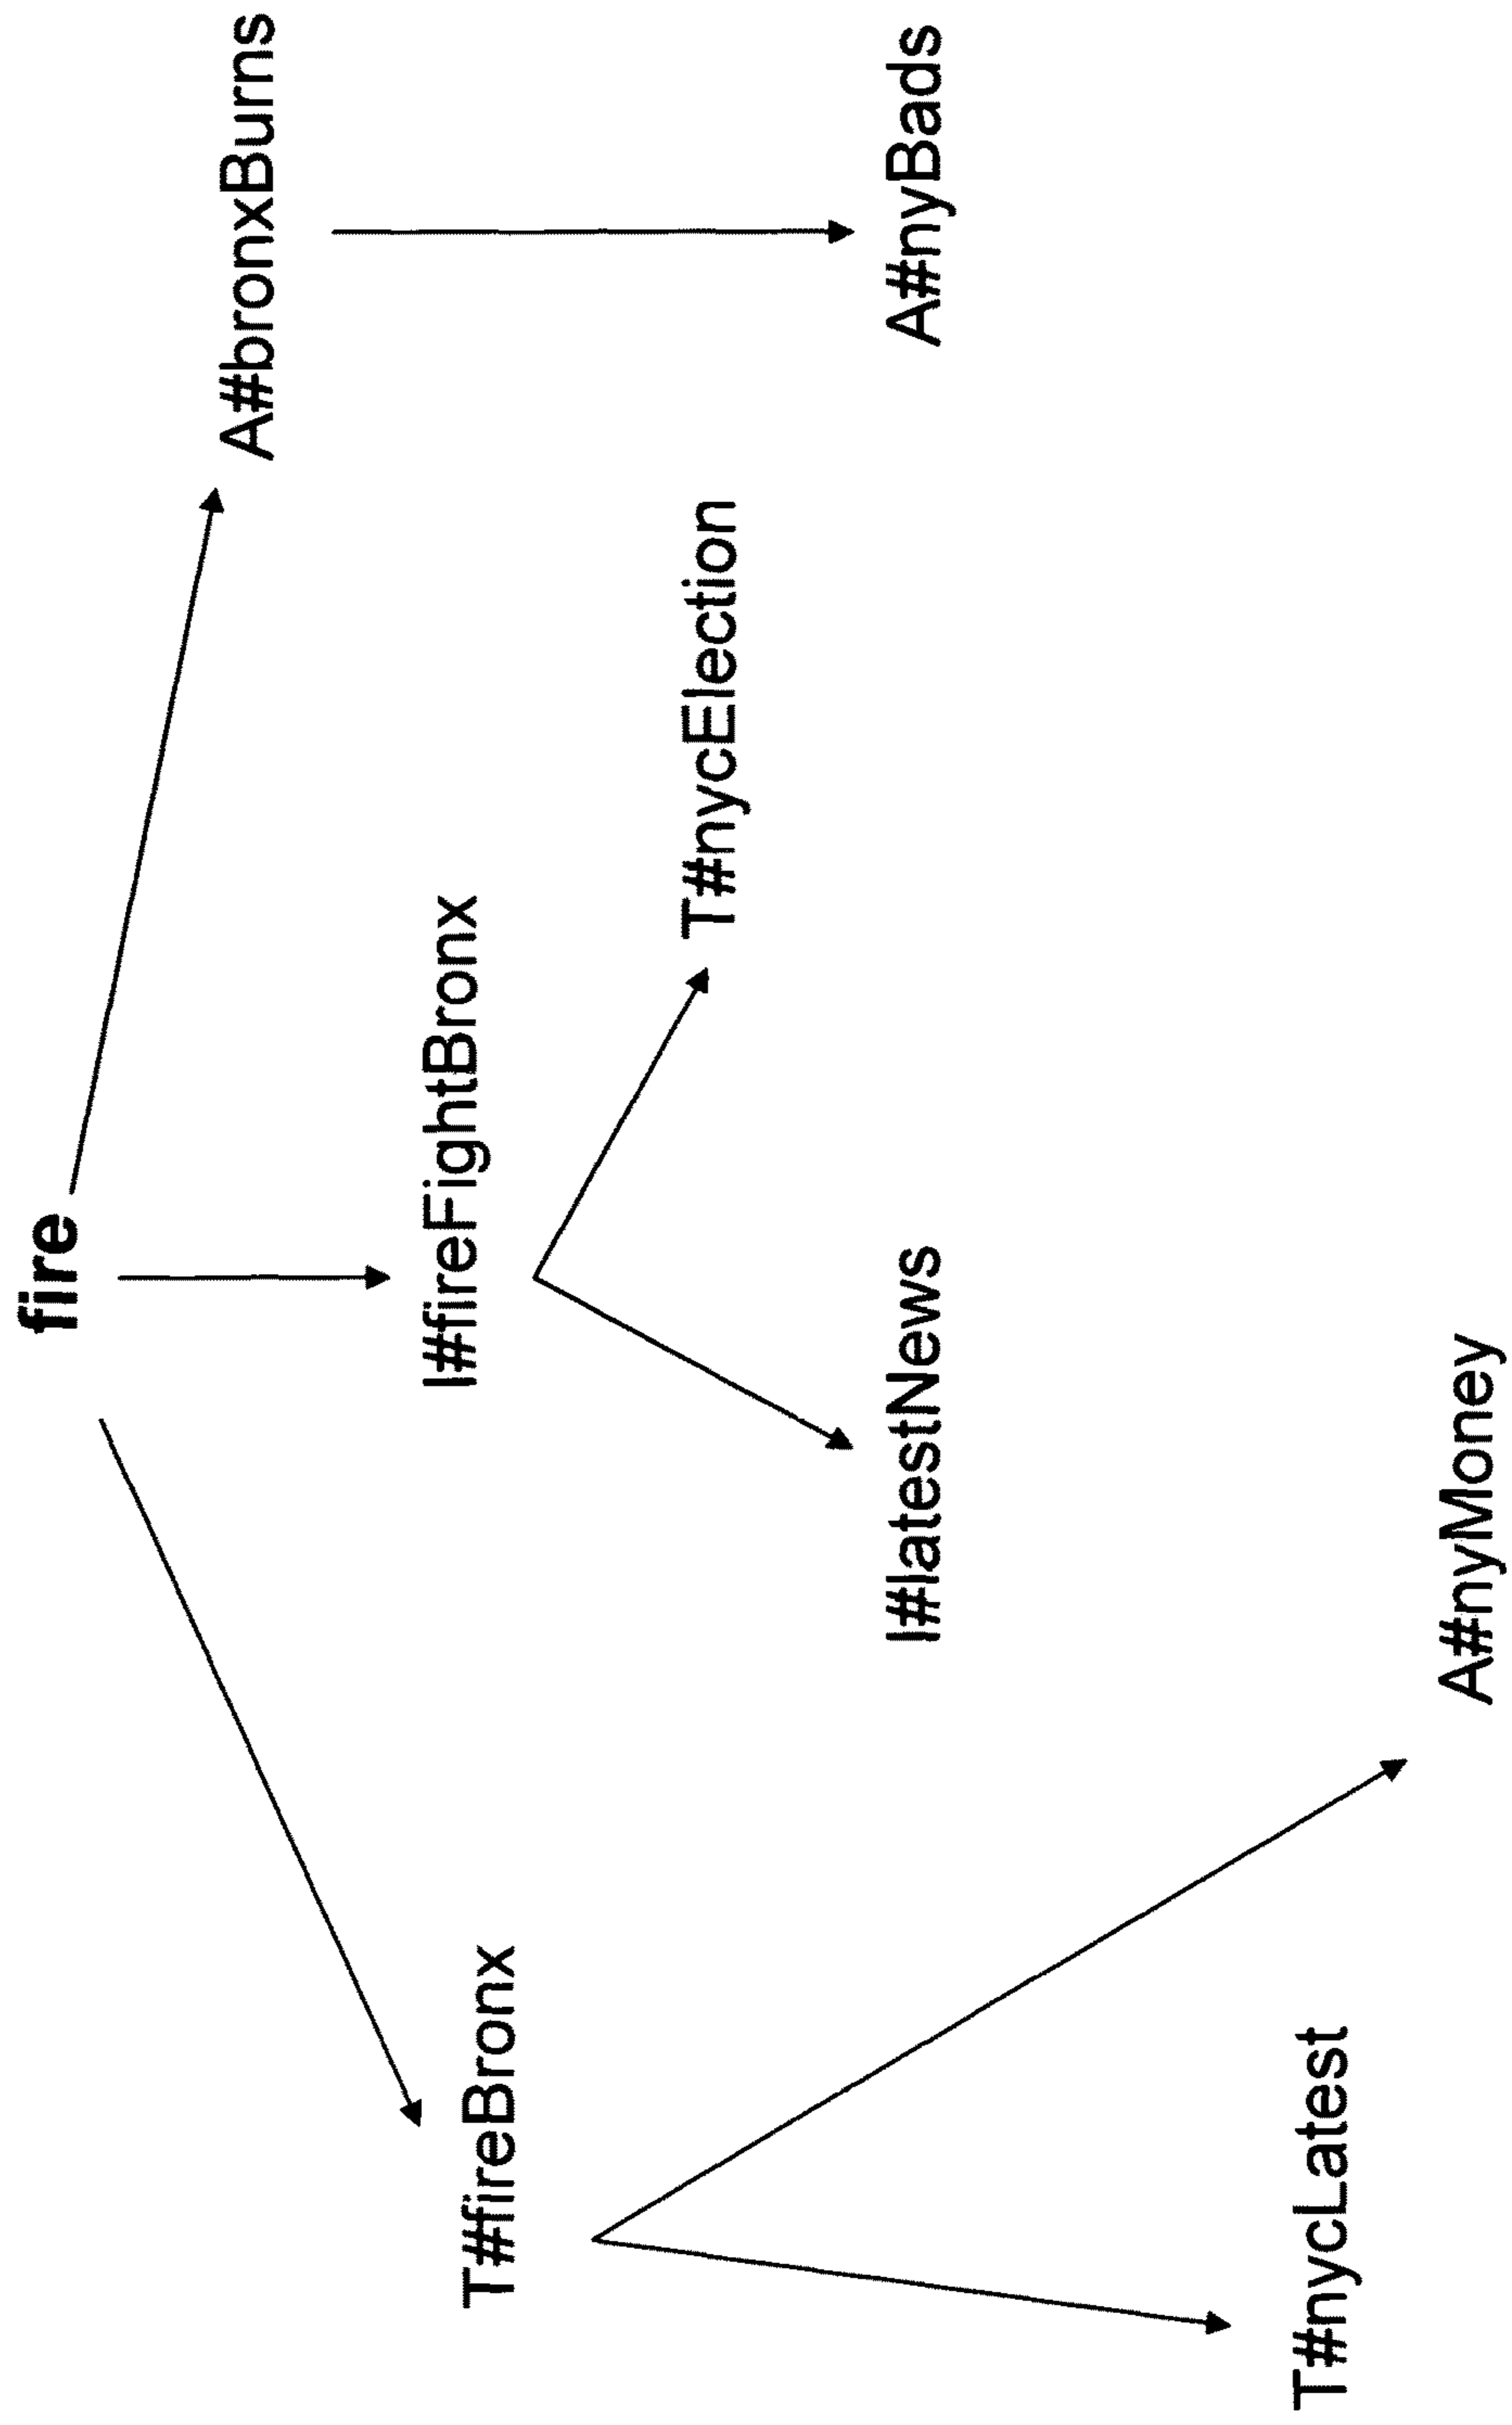 fire
A#bronxBurns
I#fireFightBronx
T#fireBronx
T#nycElection
I#latestNews
A#nyBads
T#nycLatest
A#nyMoney